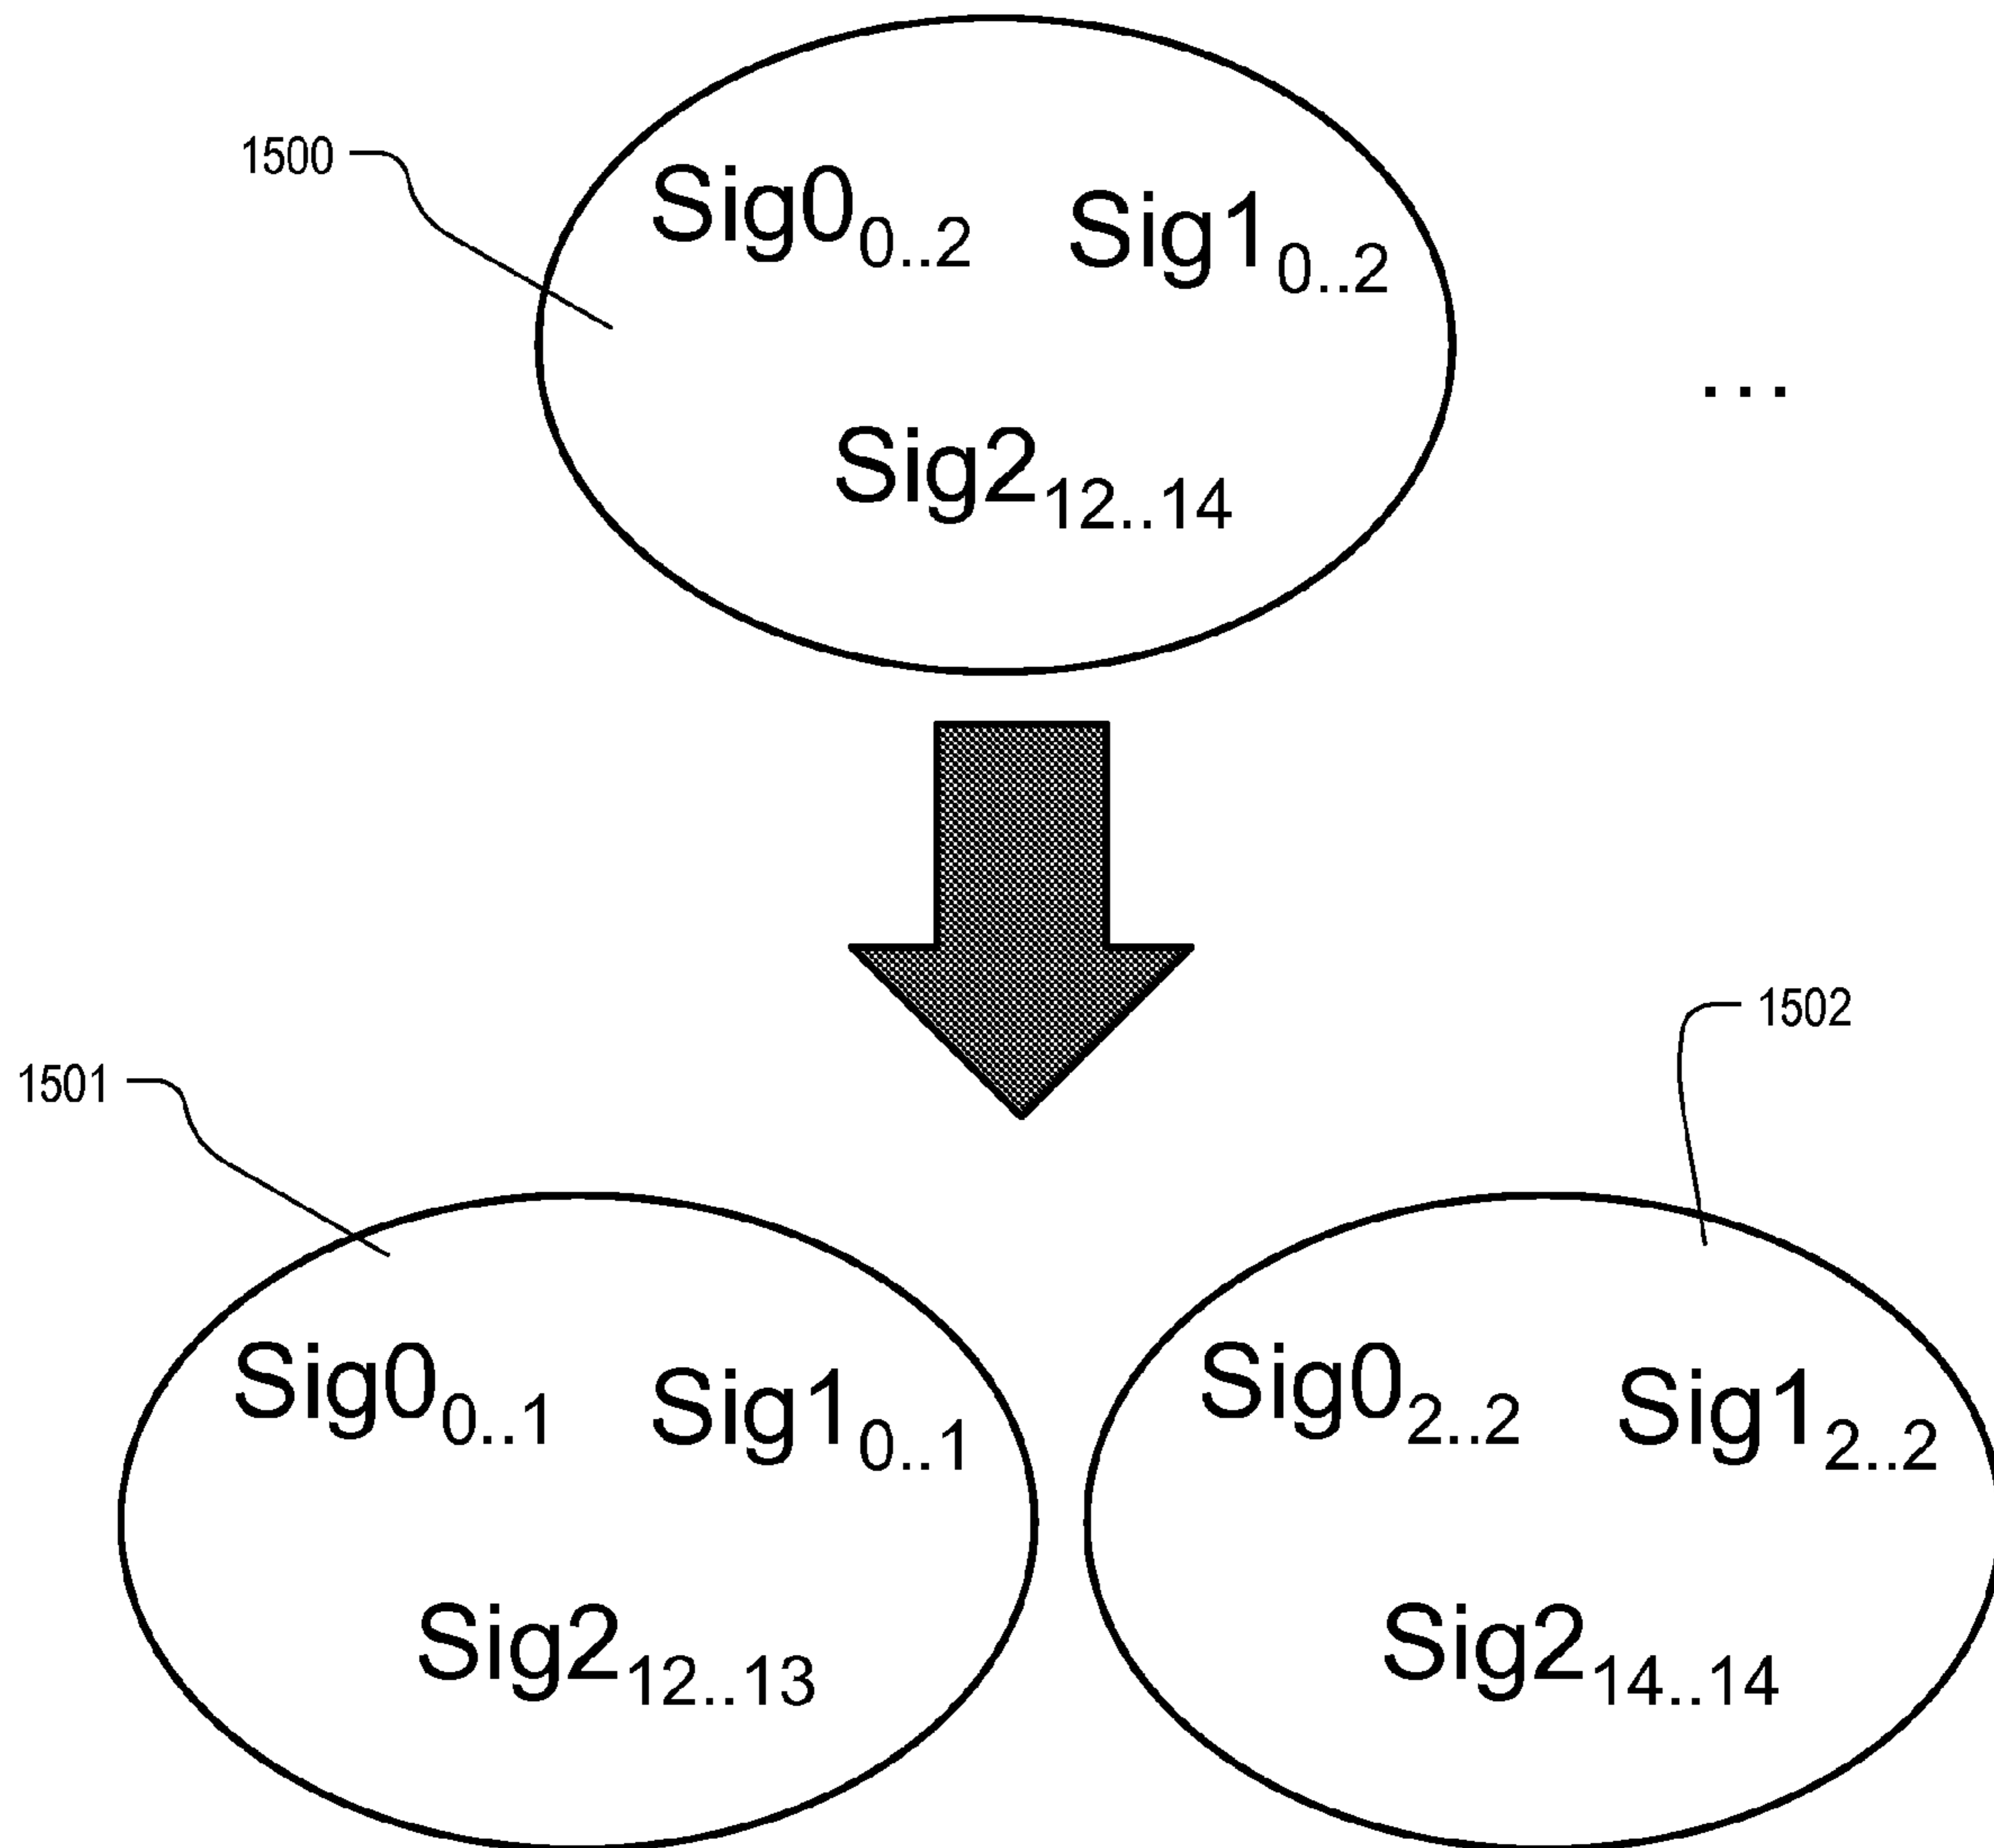 1500
Sig0₀..₂ Sig1₀..₂
...
Sig2₁₂..₁₄
1502
1501
Sig0₀..₁ Sig1₀..₁ Sig0₂..₂ Sig1₂..₂
Sig2₁₂..₁₃ Sig2₁₄..₁₄